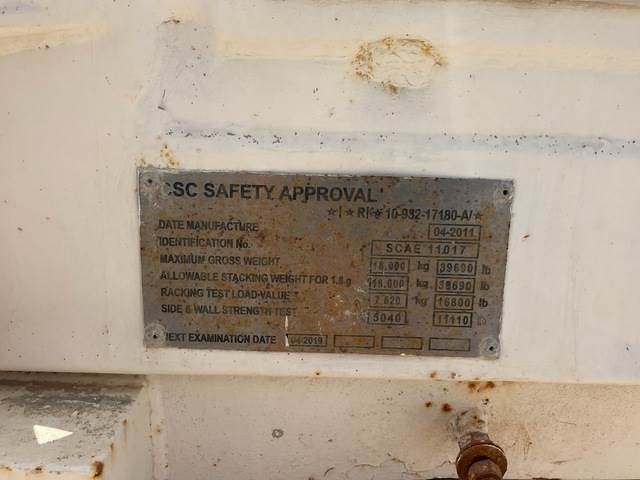 CSC SAFETY APPROVAL
★I★RI★10-932-17180-A/★
DATE MANUFACTURE 04-2011
IDENTIFICATION No. SCAE 11017
MAXIMUM GROSS WEIGHT 18,000 kg 39690 lb
ALLOWABLE STACKING WEIGHT FOR 1.8 g 18,000 kg 39690 lb
RACKING TEST LOAD-VALUE 7,620 kg 16800 lb
SIDE & WALL STRENGTH TEST 5040 11110
NEXT EXAMINATION DATE 04-2019